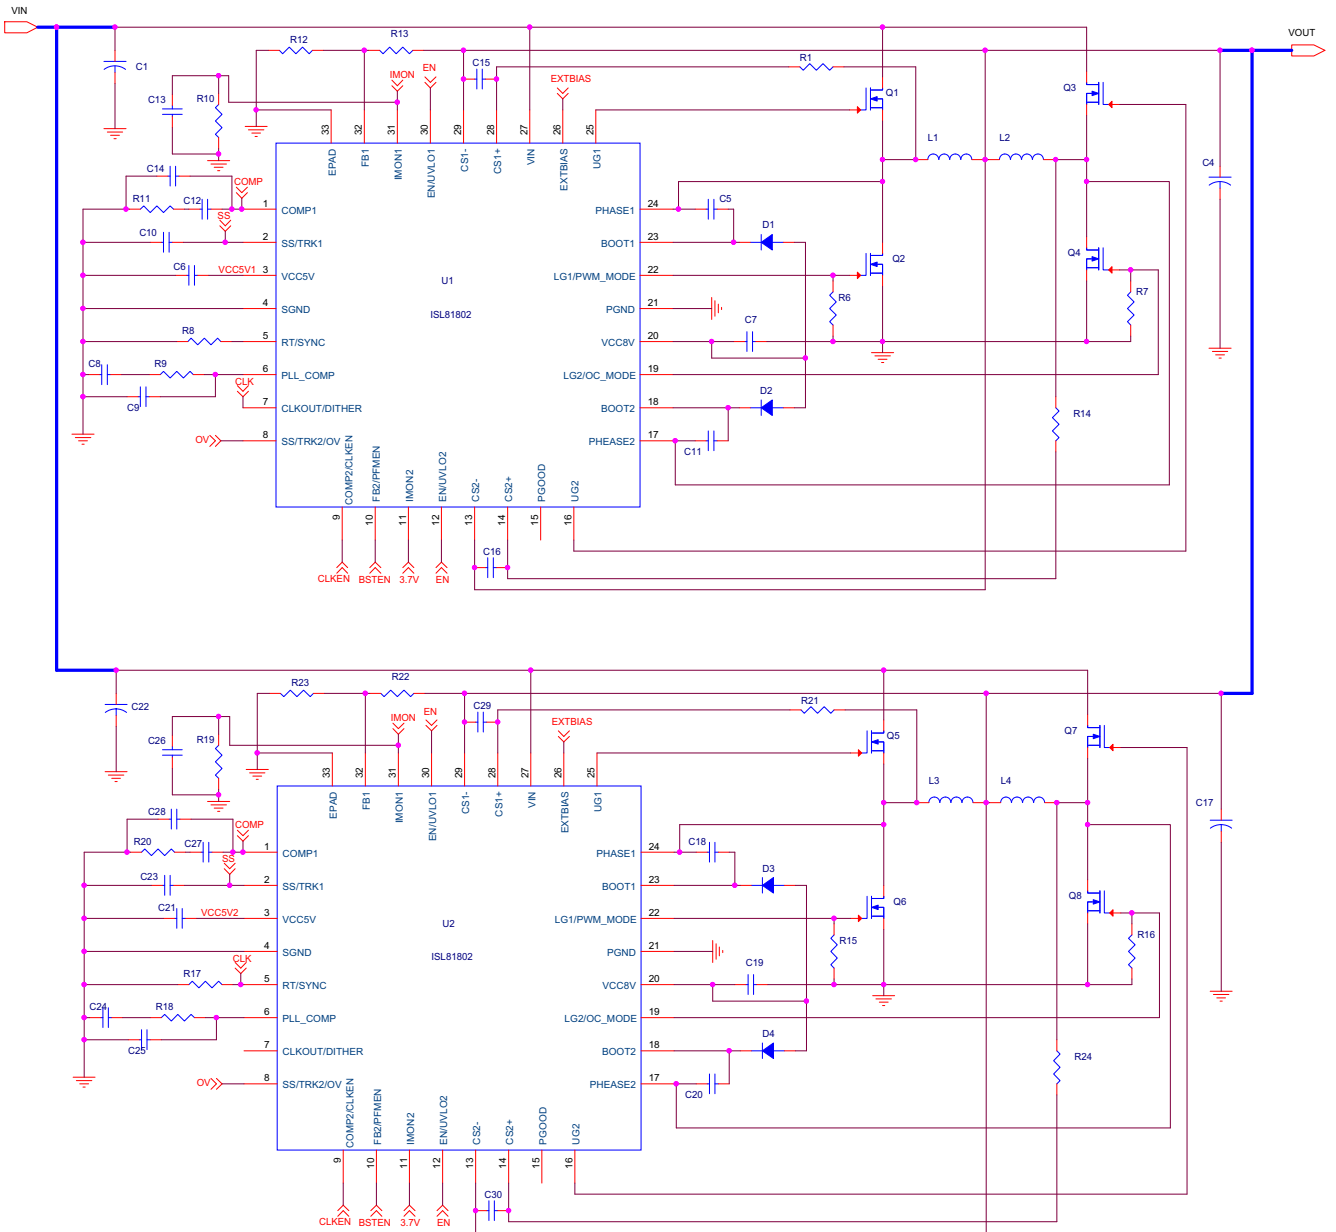 VIN
VOUT
R12
R13
C1
C15
R1
EN
IMON
EXTBIAS
C13
R10
Q1
Q3
33
32
31
30
29
28
27
26
25
EPAD
FB1
IMON1
EN/UVLO1
CS1-
CS1+
VIN
EXTBIAS
UG1
L1
L2
C4
C14
COMP
R11
C12
1
COMP1
PHASE1
24
C5
SS
C10
2
SS/TRK1
BOOT1
23
D1
C6
VCC5V1
3
VCC5V
U1
LG1/PWM_MODE
22
Q2
Q4
R6
R7
4
SGND
ISL81802
PGND
21
R8
5
RT/SYNC
VCC8V
20
C7
C8
R9
6
PLL_COMP
LG2/OC_MODE
19
C9
CLK
7
CLKOUT/DITHER
BOOT2
18
D2
R14
OV
8
SS/TRK2/OV
PHEASE2
17
C11
COMP2/CLKEN
FB2/PFMEN
IMON2
EN/UVLO2
CS2-
CS2+
PGOOD
UG2
9
10
11
12
13
14
15
16
C16
CLKEN
BSTEN
3.7V
EN
R23
R22
C22
C29
R21
EN
IMON
EXTBIAS
C26
R19
Q5
Q7
33
32
31
30
29
28
27
26
25
EPAD
FB1
IMON1
EN/UVLO1
CS1-
CS1+
VIN
EXTBIAS
UG1
L3
L4
C17
C28
COMP
R20
C27
1
COMP1
PHASE1
24
C18
SS
C23
2
SS/TRK1
BOOT1
23
D3
C21
VCC5V2
3
VCC5V
U2
LG1/PWM_MODE
22
Q6
Q8
R15
R16
4
SGND
ISL81802
PGND
21
CLK
R17
5
RT/SYNC
VCC8V
20
C19
C24
R18
6
PLL_COMP
LG2/OC_MODE
19
C25
7
CLKOUT/DITHER
BOOT2
18
D4
R24
OV
8
SS/TRK2/OV
PHEASE2
17
C20
COMP2/CLKEN
FB2/PFMEN
IMON2
EN/UVLO2
CS2-
CS2+
PGOOD
UG2
9
10
11
12
13
14
15
16
C30
CLKEN
BSTEN
3.7V
EN